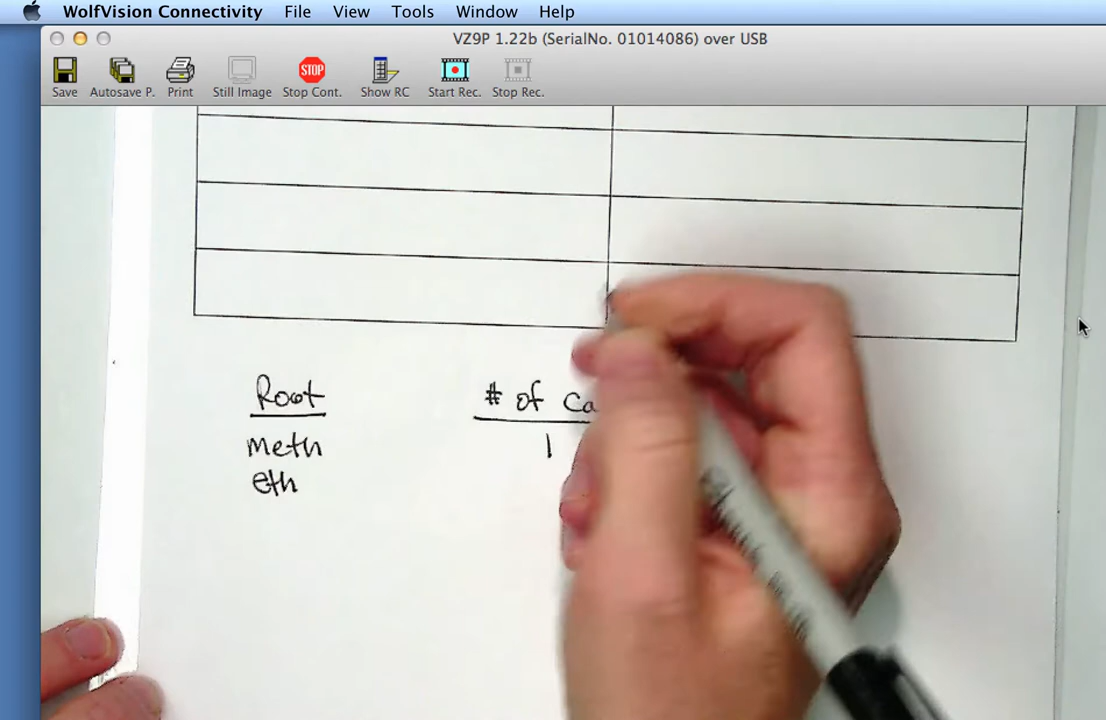 WolfVision Connectivity File View Tools Window Help
VZ9P 1.22b (SerialNo. 01014086) over USB
Save Autosave P. Print Still Image Stop Cont. Show RC Start Rec. Stop Rec.
STOP
Root # of Ca
meth 1
eth